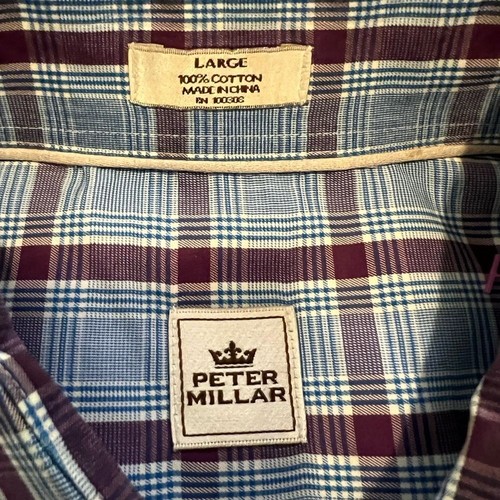 LARGE
100% COTTON
MADE IN CHINA
RN 100306
PETER
MILLAR